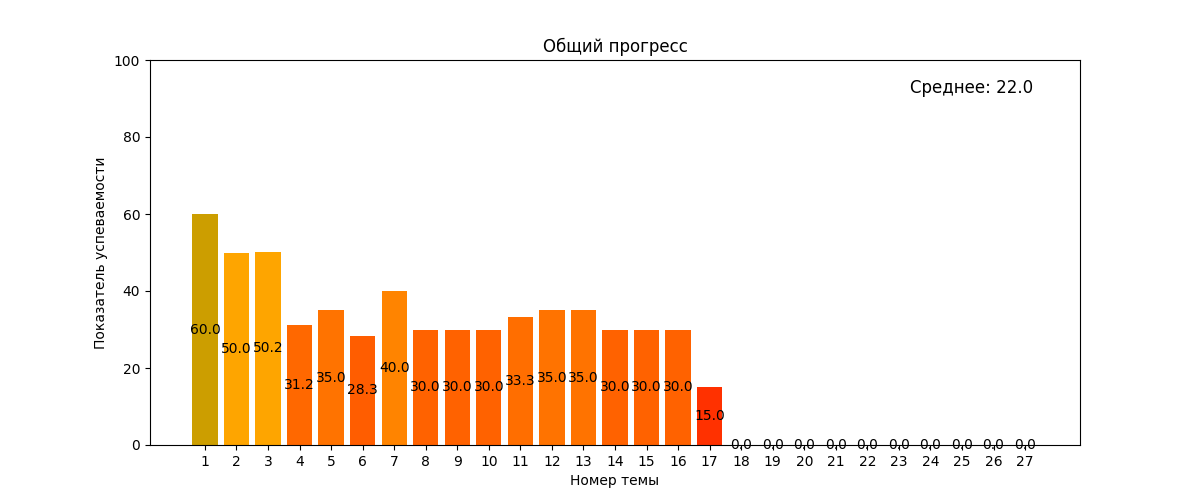 Общий прогресс
Среднее: 22.0
Показатель успеваемости
100
80
60
40
20
0
60.0 50.0 50.2 31.2 35.0 28.3 40.0 30.0 30.0 30.0 33.3 35.0 35.0 30.0 30.0 30.0 15.0 0.0 0.0 0.0 0.0 0.0 0.0 0.0 0.0 0.0 0.0
1 2 3 4 5 6 7 8 9 10 11 12 13 14 15 16 17 18 19 20 21 22 23 24 25 26 27
Номер темы